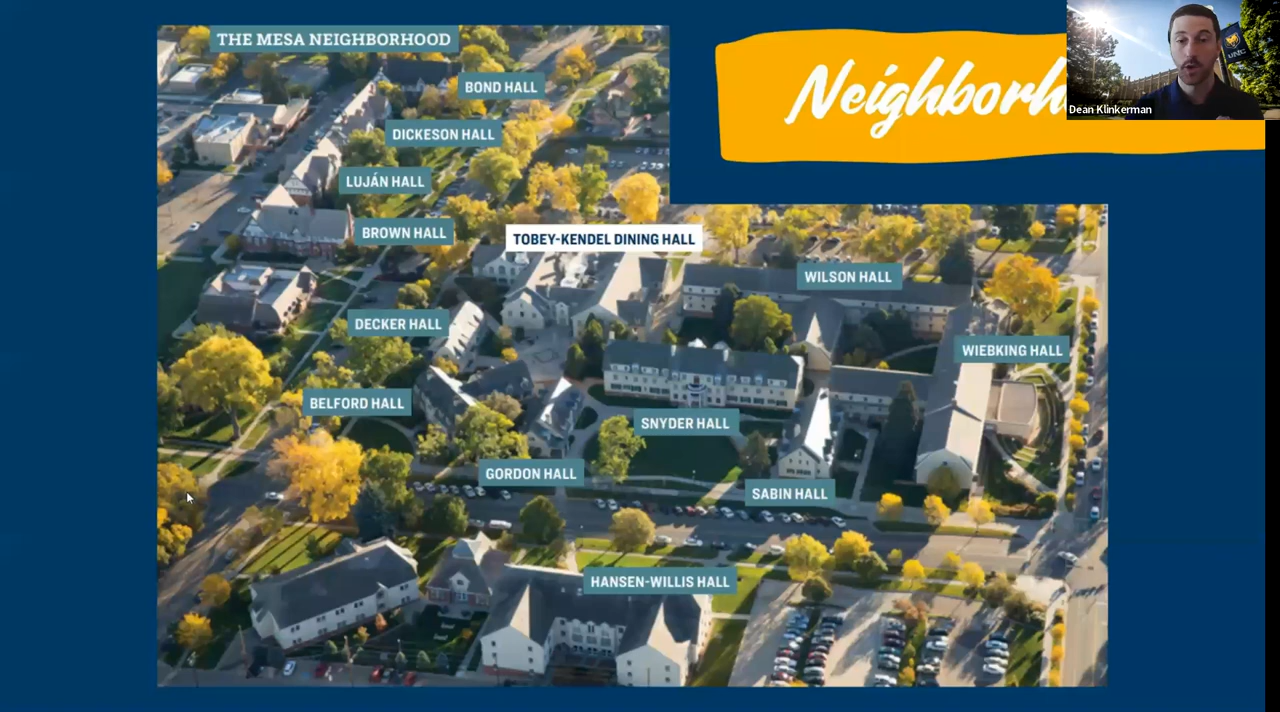 THE MESA NEIGHBORHOOD
Neighborh
Dean Klinkerman
UNC
BOND HALL
DICKESON HALL
LUJÁN HALL
BROWN HALL
TOBEY-KENDEL DINING HALL
WILSON HALL
DECKER HALL
WIEBKING HALL
BELFORD HALL
SNYDER HALL
GORDON HALL
SABIN HALL
HANSEN-WILLIS HALL